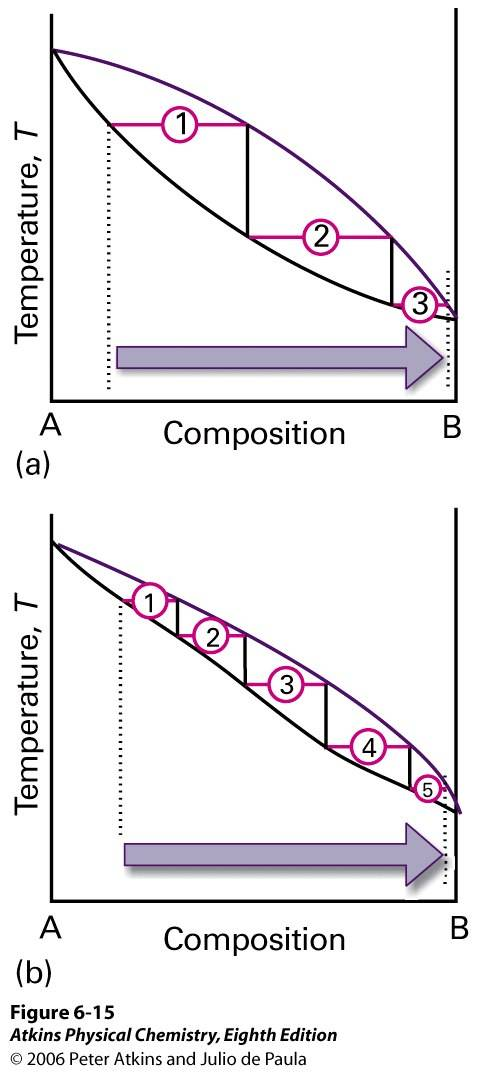 Temperature, T
1
2
3
A
Composition
B
(a)
Temperature, T
1
2
3
4
5
A
Composition
B
(b)
Figure 6-15
Atkins Physical Chemistry, Eighth Edition
© 2006 Peter Atkins and Julio de Paula